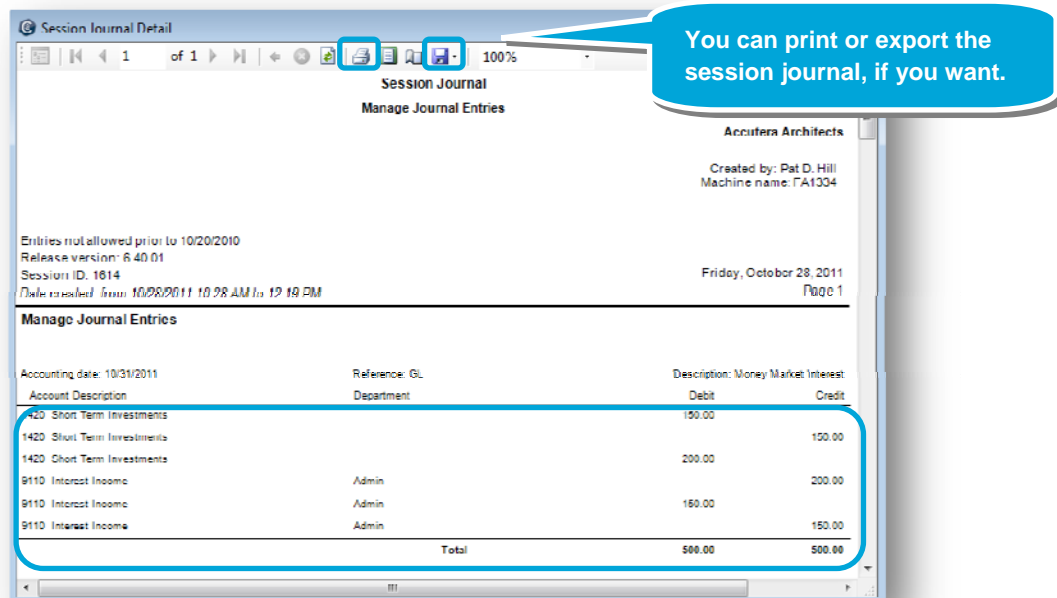 Session Journal Detail
1 of 1 100%
You can print or export the
session journal, if you want.
Session Journal
Manage Journal Entries
Accutera Architects
Created by: Pat D. Hill
Machine name: FA1334
Entries not allowed prior to 10/20/2010
Release version: 6.40.01
Session ID: 1614
Friday, October 28, 2011
Date created from 10/28/2011 10:28 AM to 12:19 PM
Page 1
Manage Journal Entries
Accounting date: 10/31/2011 Reference: GL Description: Money Market Interest
Account Description Department Debit Credit
1420 Short Term Investments 150.00
1420 Short Term Investments 150.00
1420 Short Term Investments 200.00
9110 Interest Income Admin 200.00
9110 Interest Income Admin 150.00
9110 Interest Income Admin 150.00
Total 500.00 500.00